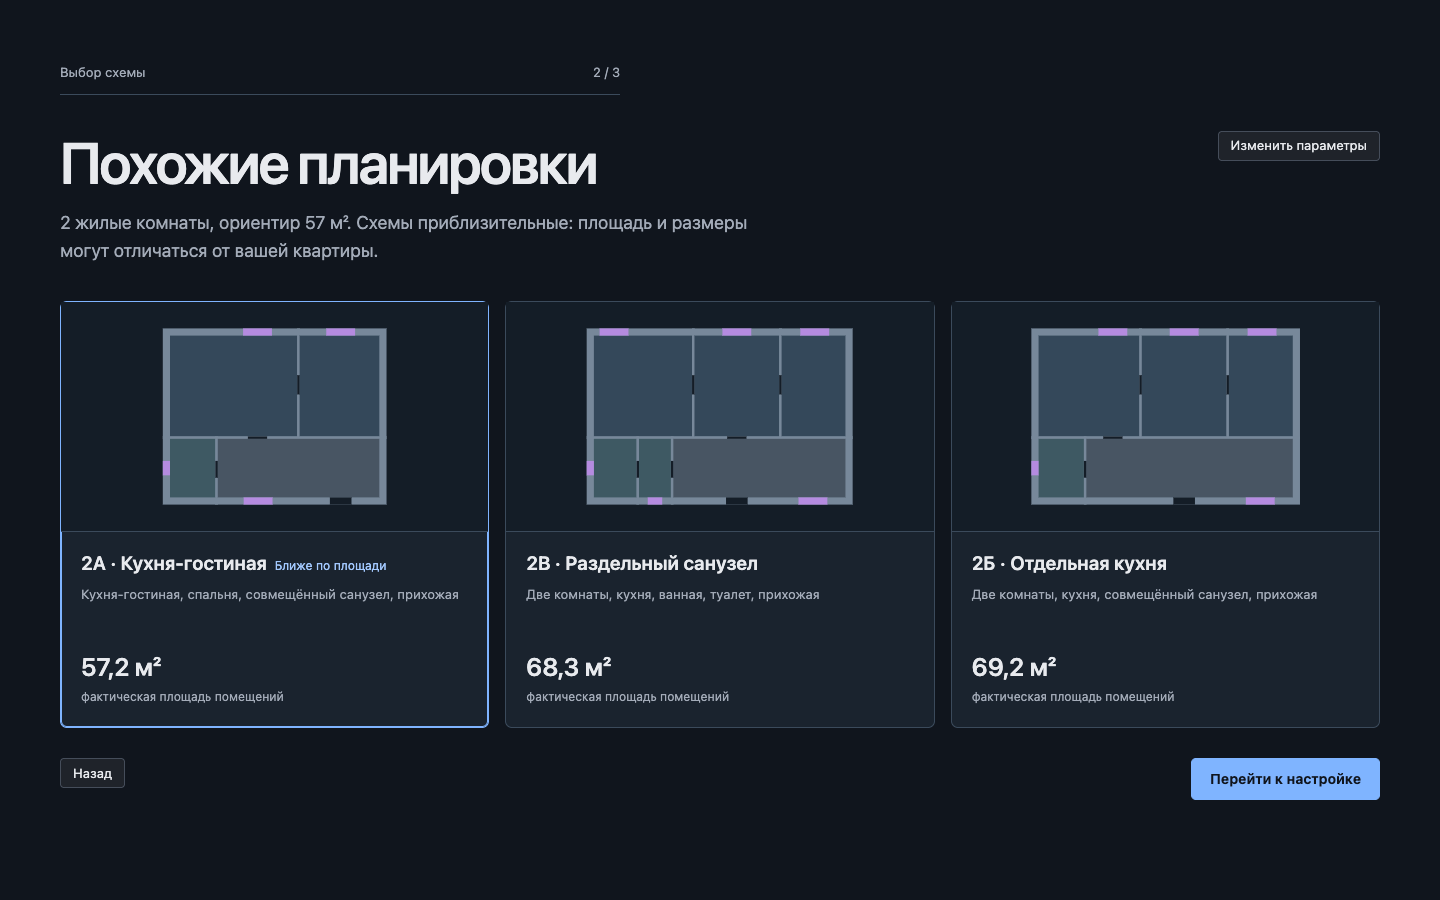 Выбор схемы
2 / 3
Похожие планировки
Изменить параметры
2 жилые комнаты, ориентир 57 м². Схемы приблизительные: площадь и размеры
могут отличаться от вашей квартиры.
2А · Кухня-гостиная Ближе по площади
Кухня-гостиная, спальня, совмещённый санузел, прихожая
57,2 м²
фактическая площадь помещений
2В · Раздельный санузел
Две комнаты, кухня, ванная, туалет, прихожая
68,3 м²
фактическая площадь помещений
2Б · Отдельная кухня
Две комнаты, кухня, совмещённый санузел, прихожая
69,2 м²
фактическая площадь помещений
Назад
Перейти к настройке